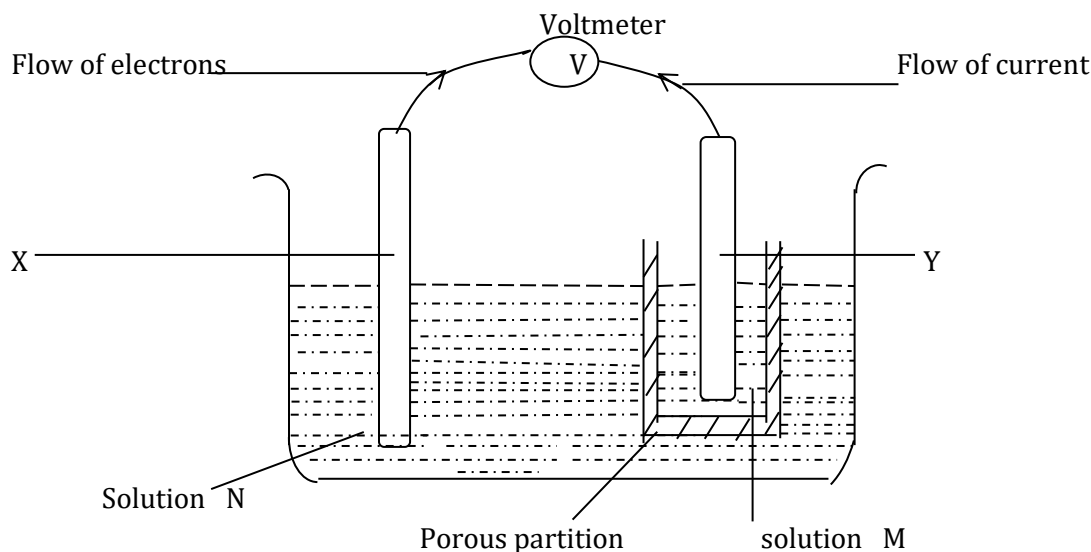 Voltmeter
Flow of electrons V Flow of current
X Y
Solution N
Porous partition solution M